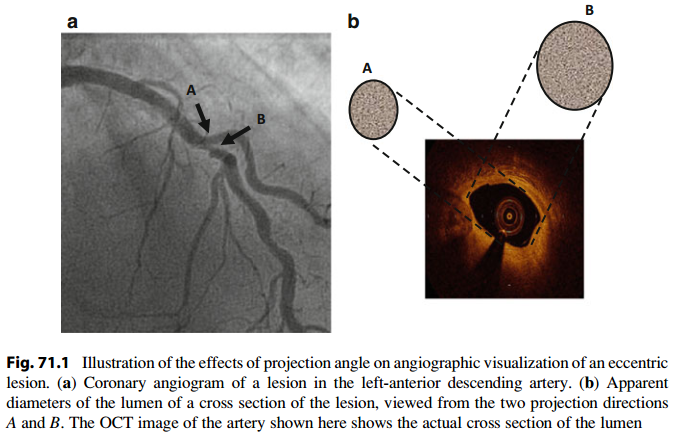 a
b
A
B
A
B
Fig. 71.1 Illustration of the effects of projection angle on angiographic visualization of an eccentric
lesion. (a) Coronary angiogram of a lesion in the left-anterior descending artery. (b) Apparent
diameters of the lumen of a cross section of the lesion, viewed from the two projection directions
A and B. The OCT image of the artery shown here shows the actual cross section of the lumen